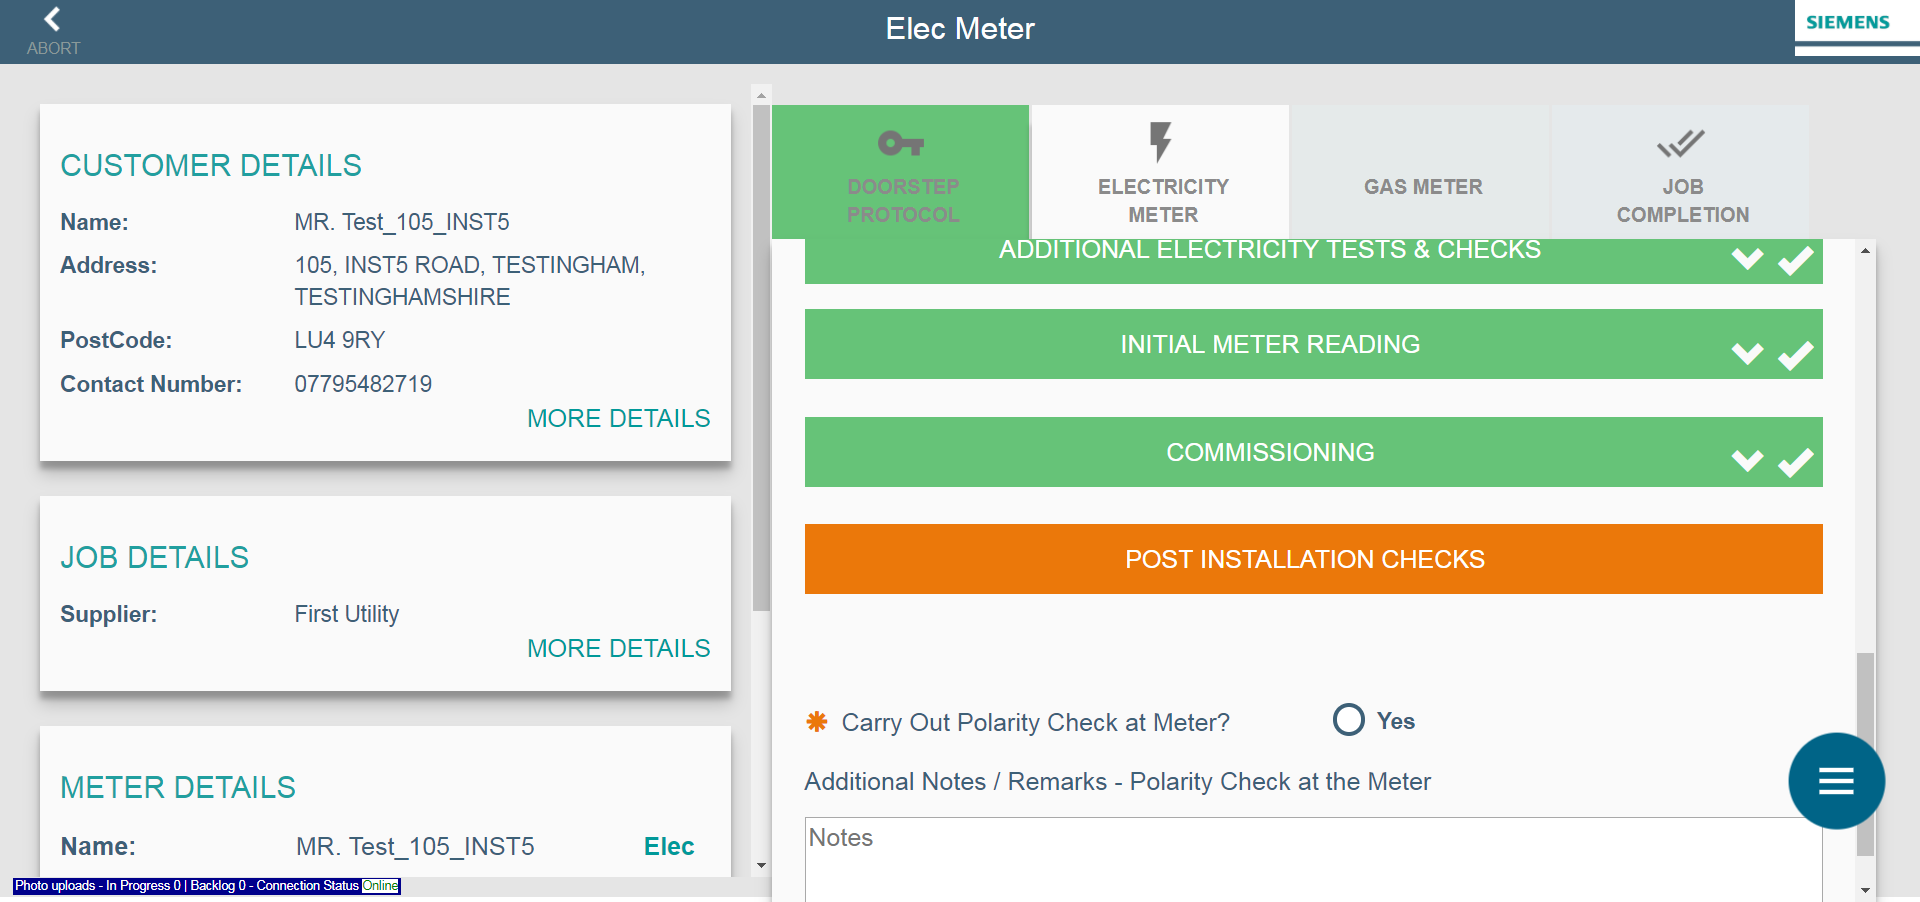 ABORT
Elec Meter
SIEMENS
CUSTOMER DETAILS
Name: MR. Test_105_INST5
Address: 105, INST5 ROAD, TESTINGHAM,
TESTINGHAMSHIRE
PostCode: LU4 9RY
Contact Number: 07795482719
MORE DETAILS
JOB DETAILS
Supplier: First Utility
MORE DETAILS
METER DETAILS
Name: MR. Test_105_INST5 Elec
Photo uploads - In Progress 0 | Backlog 0 - Connection Status Online
DOORSTEP
PROTOCOL
ELECTRICITY
METER
GAS METER
JOB
COMPLETION
ADDITIONAL ELECTRICITY TESTS & CHECKS
INITIAL METER READING
COMMISSIONING
POST INSTALLATION CHECKS
✱ Carry Out Polarity Check at Meter? Yes
Additional Notes / Remarks - Polarity Check at the Meter
Notes